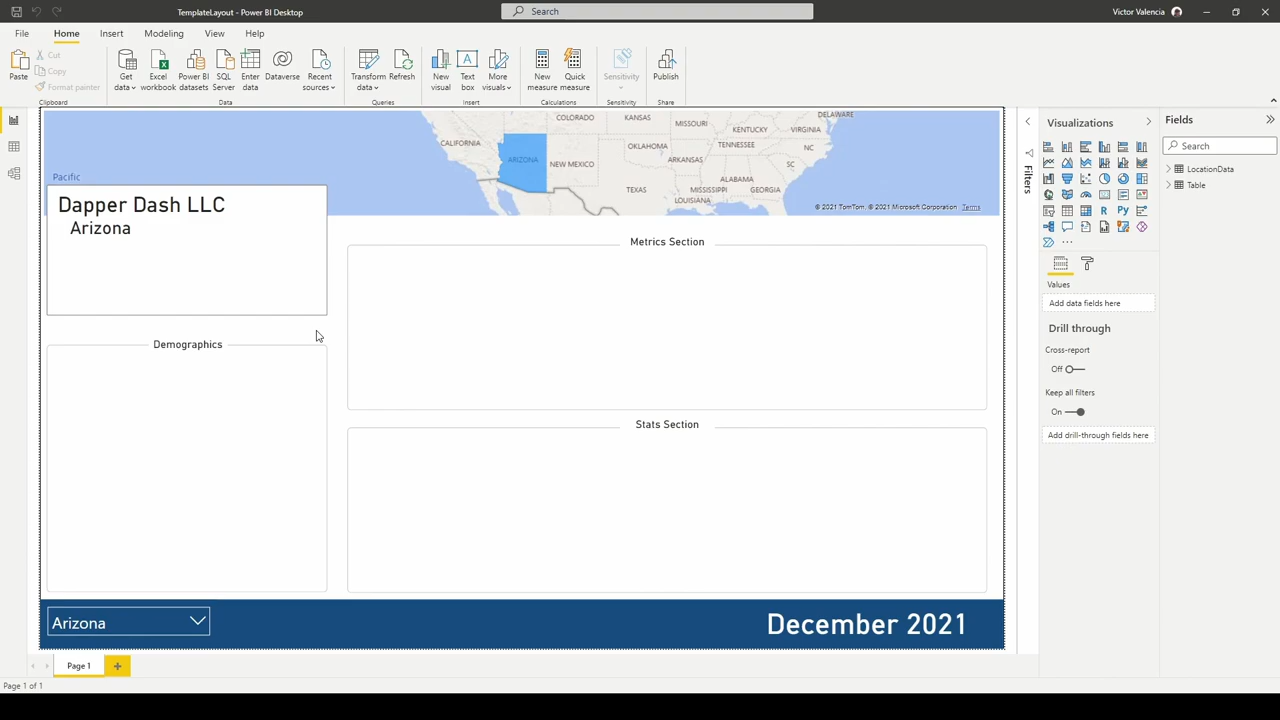 TemplateLayout - Power BI Desktop
Search
Victor Valencia
File
Home
Insert
Modeling
View
Help
Paste
Cut
Copy
Format painter
Clipboard
Get data
Excel workbook
Power BI datasets
SQL Server
Enter data
Dataverse
Recent sources
Data
Transform data
Refresh
Queries
New visual
Text box
More visuals
Insert
New measure
Quick measure
Calculations
Sensitivity
Sensitivity
Publish
Share
COLORADO
KANSAS
MISSOURI
DELAWARE
CALIFORNIA
KENTUCKY
VIRGINIA
ARIZONA
NEW MEXICO
OKLAHOMA
TENNESSEE
NC
ARKANSAS
SC
TEXAS
MISSISSIPPI
ALABAMA
GEORGIA
LOUISIANA
© 2021 TomTom, © 2021 Microsoft Corporation Terms
Pacific
Dapper Dash LLC
Arizona
Metrics Section
Demographics
Stats Section
Arizona
December 2021
Filters
Visualizations
R
Py
Values
Add data fields here
Drill through
Cross-report
Off
Keep all filters
On
Add drill-through fields here
Fields
Search
LocationData
Table
Page 1
Page 1 of 1